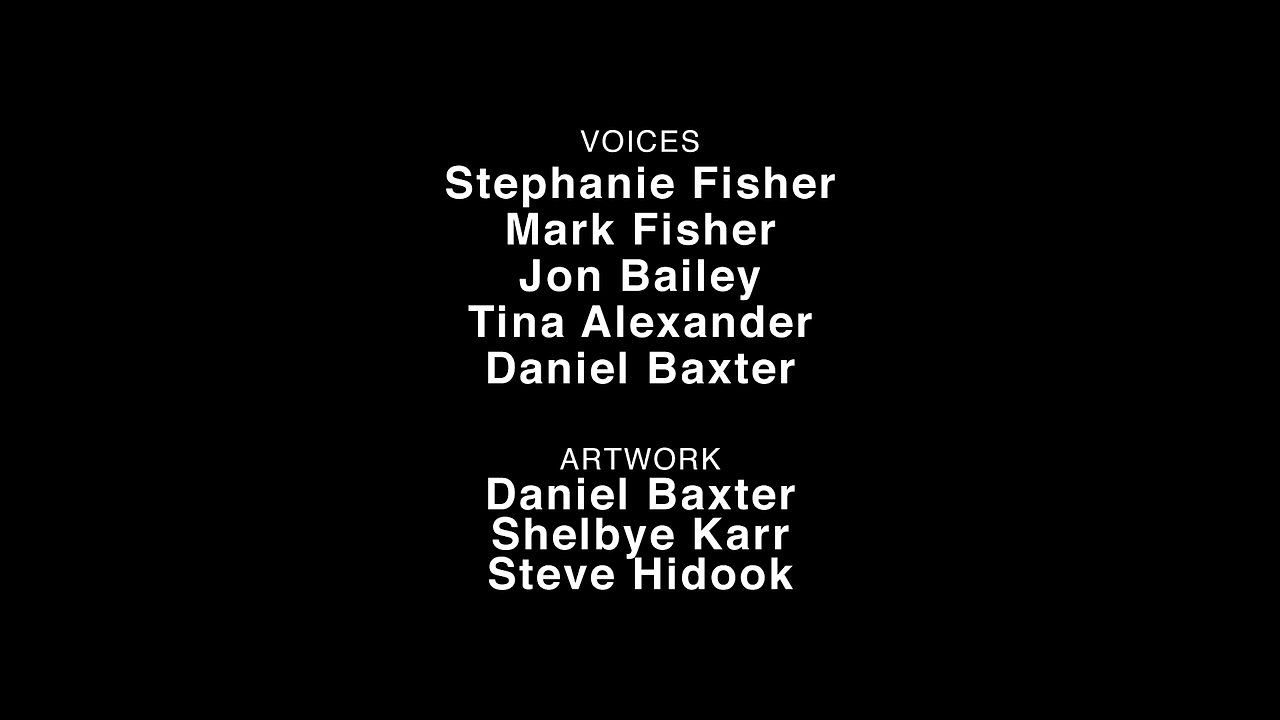 VOICES
Stephanie Fisher
Mark Fisher
Jon Bailey
Tina Alexander
Daniel Baxter
ARTWORK
Daniel Baxter
Shelbye Karr
Steve Hidook